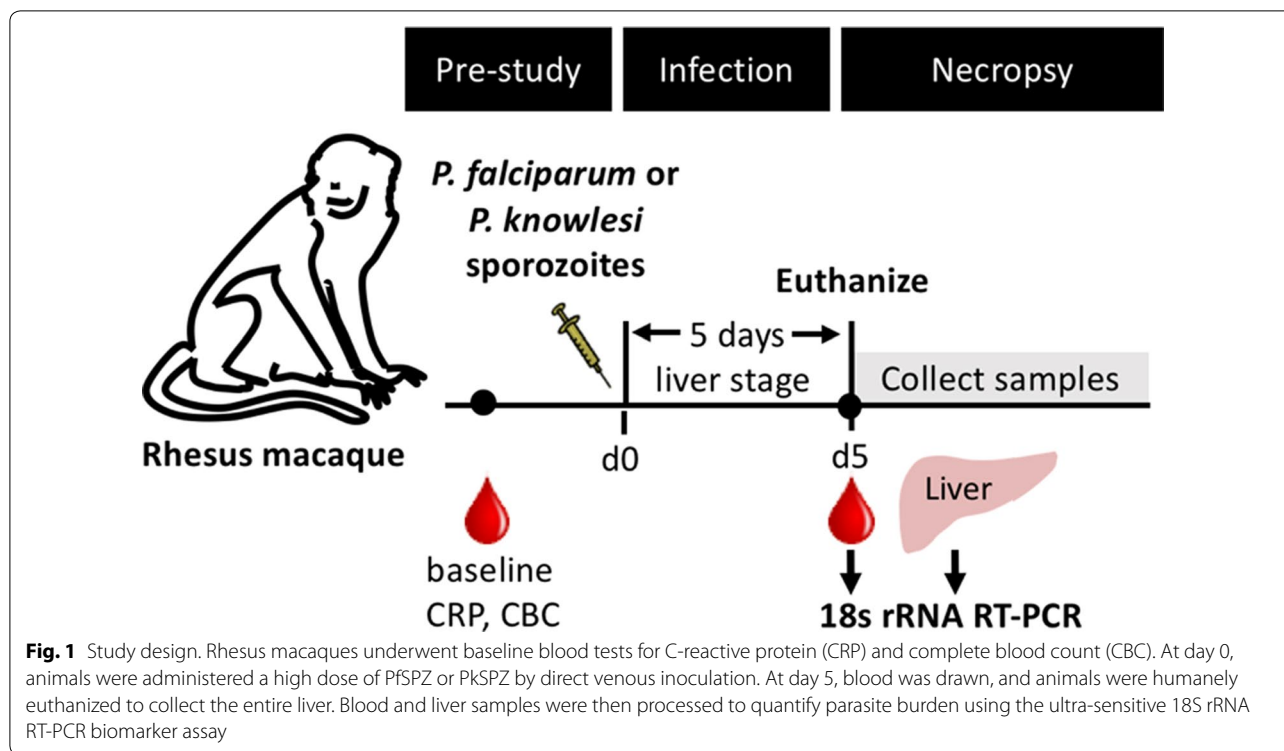 Pre-study
Infection
Necropsy
P. falciparum or
P. knowlesi
sporozoites
Euthanize
5 days
liver stage
Collect samples
Rhesus macaque
d0
d5
Liver
baseline
CRP, CBC
18s rRNA RT-PCR
Fig. 1 Study design. Rhesus macaques underwent baseline blood tests for C-reactive protein (CRP) and complete blood count (CBC). At day 0,
animals were administered a high dose of PfSPZ or PkSPZ by direct venous inoculation. At day 5, blood was drawn, and animals were humanely
euthanized to collect the entire liver. Blood and liver samples were then processed to quantify parasite burden using the ultra-sensitive 18S rRNA
RT-PCR biomarker assay